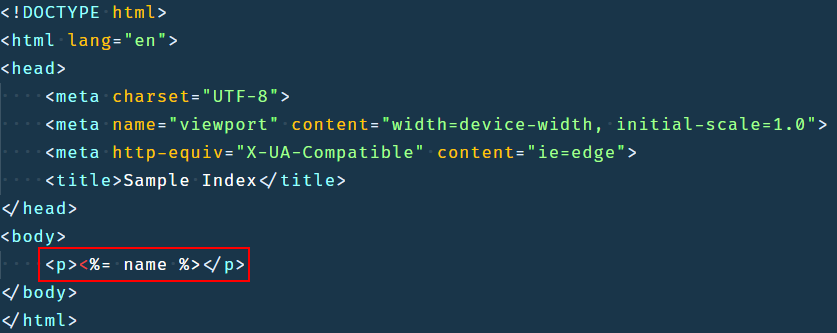 <!DOCTYPE html>
<html lang="en">
<head>
    <meta charset="UTF-8">
    <meta name="viewport" content="width=device-width, initial-scale=1.0">
    <meta http-equiv="X-UA-Compatible" content="ie=edge">
    <title>Sample Index</title>
</head>
<body>
    <p><%= name %></p>
</body>
</html>